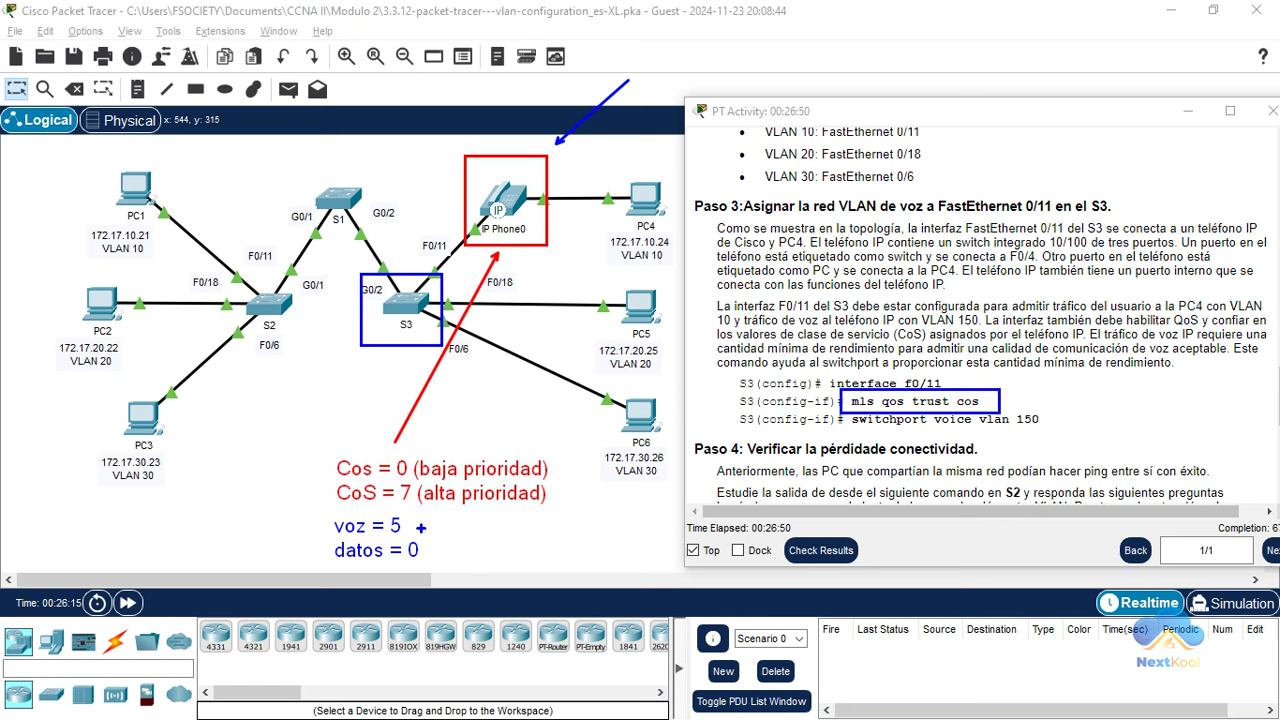 Cisco Packet Tracer - C:\Users\FSOCIETY\Documents\CCNA II\Modulo 2\3.3.12-packet-tracer---vlan-configuration_es-XL.pka - Guest - 2024-11-23 20:08:44
File Edit Options View Tools Extensions Window Help
Logical Physical x: 544, y: 315
PT Activity: 00:26:50
VLAN 10: FastEthernet 0/11
• VLAN 20: FastEthernet 0/18
• VLAN 30: FastEthernet 0/6
Paso 3:Asignar la red VLAN de voz a FastEthernet 0/11 en el S3.
Como se muestra en la topología, la interfaz FastEthernet 0/11 del S3 se conecta a un teléfono IP
de Cisco y PC4. El teléfono IP contiene un switch integrado 10/100 de tres puertos. Un puerto en el
teléfono está etiquetado como switch y se conecta a F0/4. Otro puerto de teléfono está
etiquetado como PC y se conecta a la PC4. El teléfono IP también tiene un puerto interno que se
conecta con las funciones del teléfono IP.
La interfaz F0/11 del S3 debe estar configurada para admitir tráfico del usuario a la PC4 con VLAN
10 y tráfico de voz al teléfono IP con VLAN 150. La interfaz también debe habilitar QoS y confiar en
los valores de clase de servicio (CoS) asignados por el teléfono IP. El tráfico de voz IP requiere una
cantidad mínima de rendimiento para admitir una calidad de comunicación de voz aceptable. Este
comando ayuda al switchport a proporcionar esta cantidad mínima de rendimiento.
S3(config)# interface f0/11
S3(config-if)# mls qos trust cos
S3(config-if)# switchport voice vlan 150
Paso 4: Verificar la pérdidade conectividad.
Anteriormente, las PC que compartían la misma red podían hacer ping entre sí con éxito.
Estudie la salida de desde el siguiente comando en S2 y responda las siguientes preguntas
Time Elapsed: 00:26:50
Completion: 6
Top Dock Check Results Back 1/1 Ne
PC1
172.17.10.21
VLAN 10
F0/11
G0/1
S1
G0/2
IP
IP Phone0
PC4
172.17.10.24
VLAN 10
F0/11
F0/18
G0/1
G0/2
F0/18
PC2
172.17.20.22
VLAN 20
S2
F0/6
S3
F0/6
PC5
172.17.20.25
VLAN 20
PC3
172.17.30.23
VLAN 30
PC6
172.17.30.26
VLAN 30
Cos = 0 (baja prioridad)
CoS = 7 (alta prioridad)
voz = 5
datos = 0
Time: 00:26:15
Realtime Simulation
4331 4321 1941 2901 2911 819IOX 819HGW 829 1240 PT-Router PT-Empty 1841 2620
(Select a Device to Drag and Drop to the Workspace)
Scenario 0
New Delete
Toggle PDU List Window
Fire Last Status Source Destination Type Color Time(sec) Periodic Num Edit
NextKool